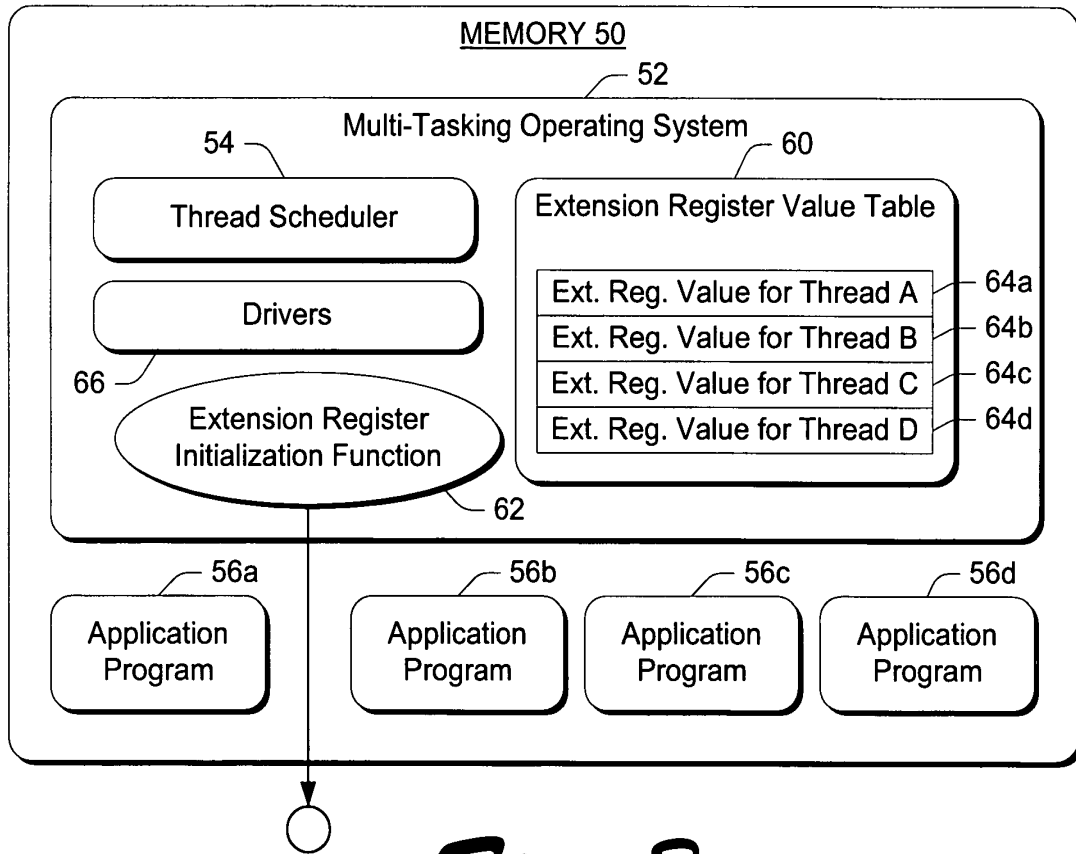 MEMORY 50
52
Multi-Tasking Operating System
54
60
Thread Scheduler
Extension Register Value Table
Drivers
66
Ext. Reg. Value for Thread A
64a
Ext. Reg. Value for Thread B
64b
Ext. Reg. Value for Thread C
64c
Ext. Reg. Value for Thread D
64d
Extension Register
Initialization Function
62
56a
56b
56c
56d
Application
Program
Application
Program
Application
Program
Application
Program